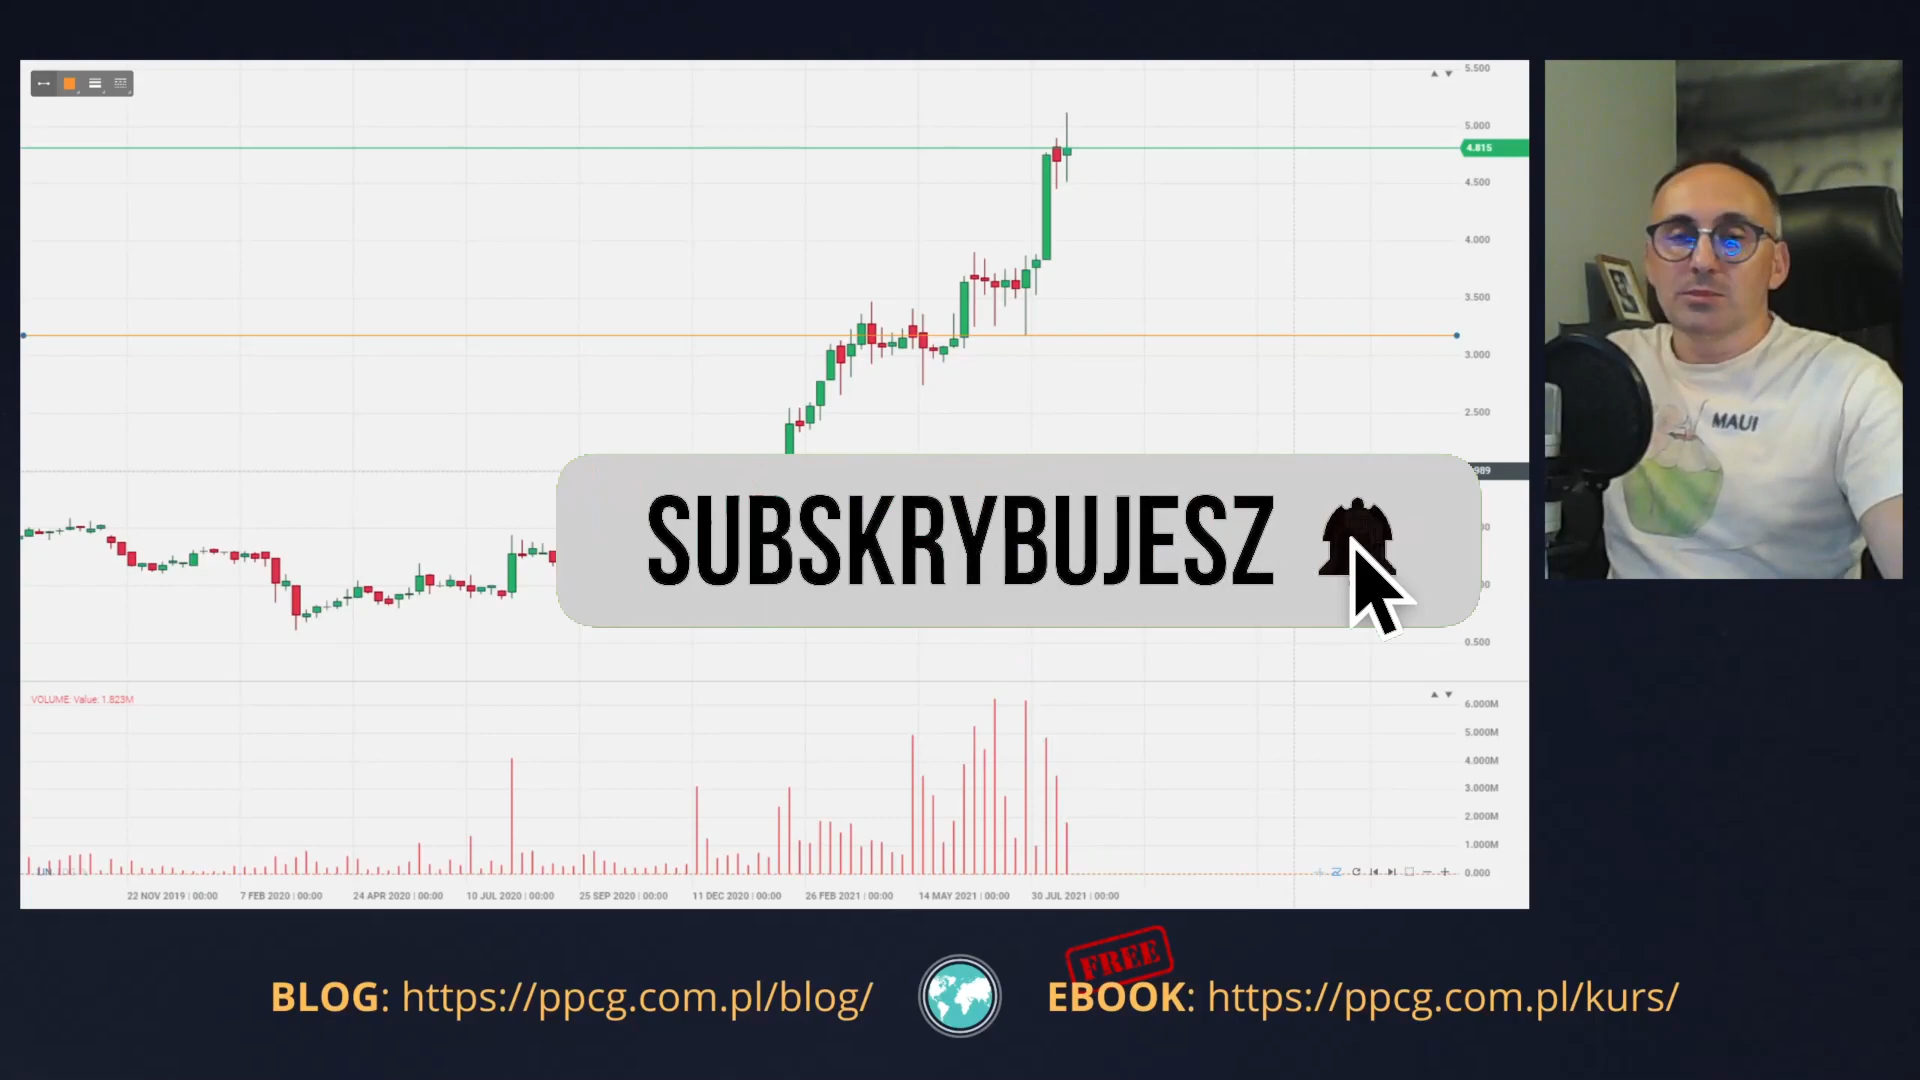 5.500
5.000
4.815
4.500
4.000
3.500
3.000
2.500
989
SUBSKRYBUJESZ
0.500
MAUI
VOLUME: Value: 1.823M
6.000M
5.000M
4.000M
3.000M
2.000M
1.000M
0.000
LIN
22 NOV 2019 | 00:00 7 FEB 2020 | 00:00 24 APR 2020 | 00:00 10 JUL 2020 | 00:00 25 SEP 2020 | 00:00 11 DEC 2020 | 00:00 26 FEB 2021 | 00:00 14 MAY 2021 | 00:00 30 JUL 2021 | 00:00
FREE
BLOG: https://ppcg.com.pl/blog/
EBOOK: https://ppcg.com.pl/kurs/